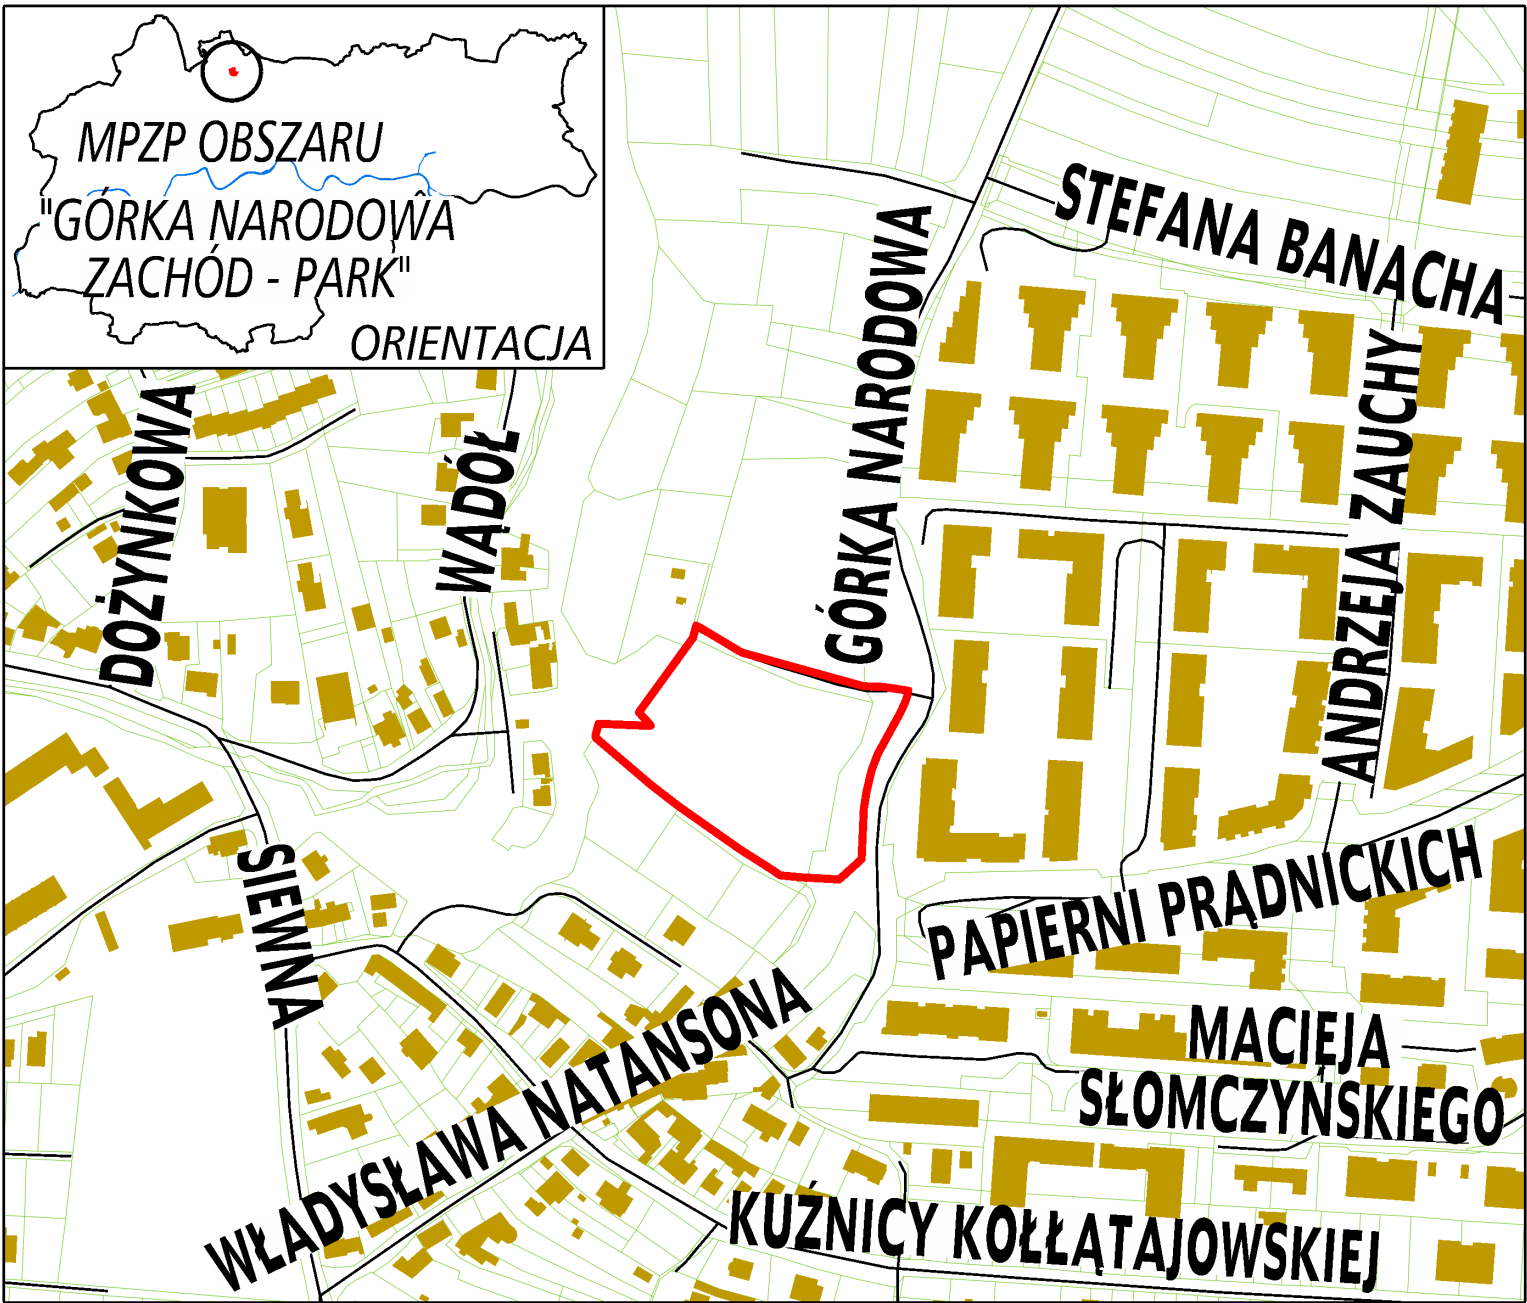 MPZP OBSZARU
"GÓRKA NARODOWA
ZACHÓD - PARK"
ORIENTACJA
STEFANA BANACHA
GÓRKA NARODOWA
ANDRZEJA ZAUCHY
DOŻYNKOWA
WĄDÓŁ
SIEWNA
PAPIERNI PRĄDNICKICH
WŁADYSŁAWA NATANSONA
MACIEJA
SŁOMCZYŃSKIEGO
KUŹNICY KOŁŁĄTAJOWSKIEJ